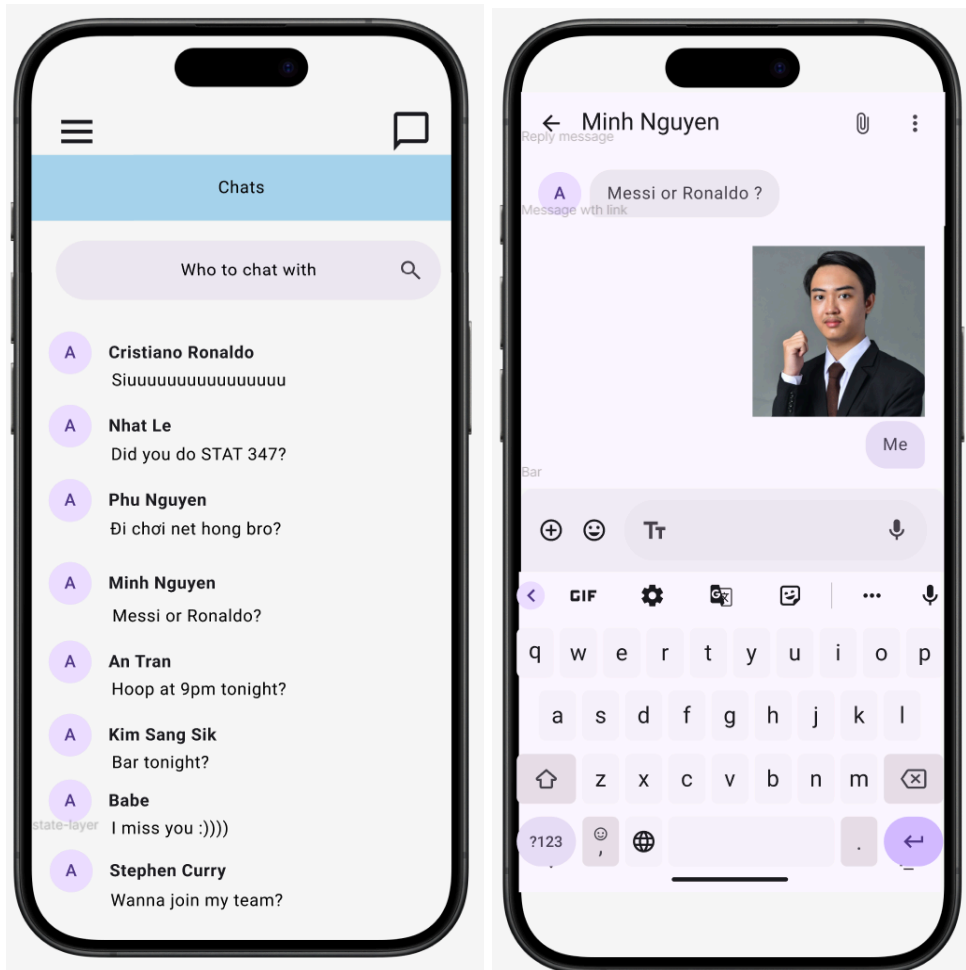 Chats
Who to chat with
A
Cristiano Ronaldo
Siuuuuuuuuuuuuuuuu
A
Nhat Le
Did you do STAT 347?
A
Phu Nguyen
Đi chơi net hong bro?
A
Minh Nguyen
Messi or Ronaldo?
A
An Tran
Hoop at 9pm tonight?
A
Kim Sang Sik
Bar tonight?
A
Babe
state-layer
I miss you :))))
A
Stephen Curry
Wanna join my team?
Minh Nguyen
Reply message
A
Messi or Ronaldo ?
Message wth link
Me
Bar
TT
GIF
G
q w e r t y u i o p
a s d f g h j k l
z x c v b n m
?123 , .